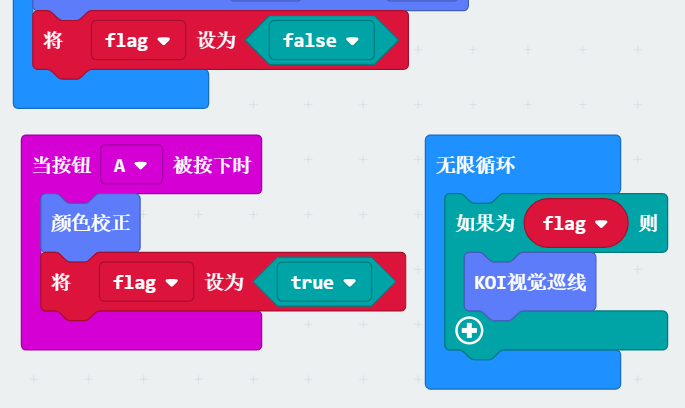 将 flag 设为 false
当按钮 A 被按下时
颜色校正
将 flag 设为 true
无限循环
如果为 flag 则
KOI视觉巡线